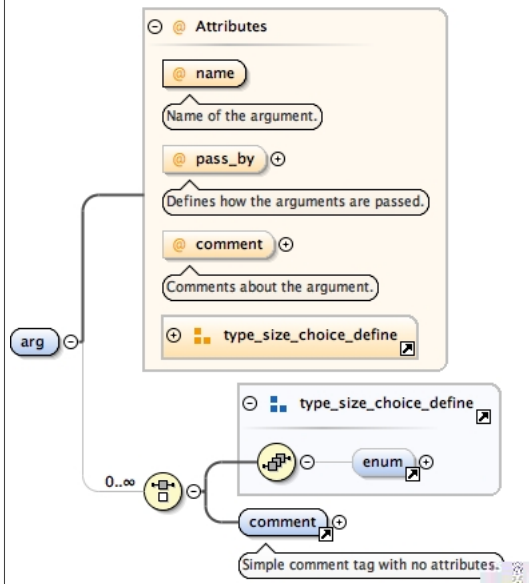 @ Attributes
@ name
Name of the argument.
@ pass_by
Defines how the arguments are passed.
@ comment
Comments about the argument.
type_size_choice_define
arg
type_size_choice_define
enum
0..∞
comment
Simple comment tag with no attributes.